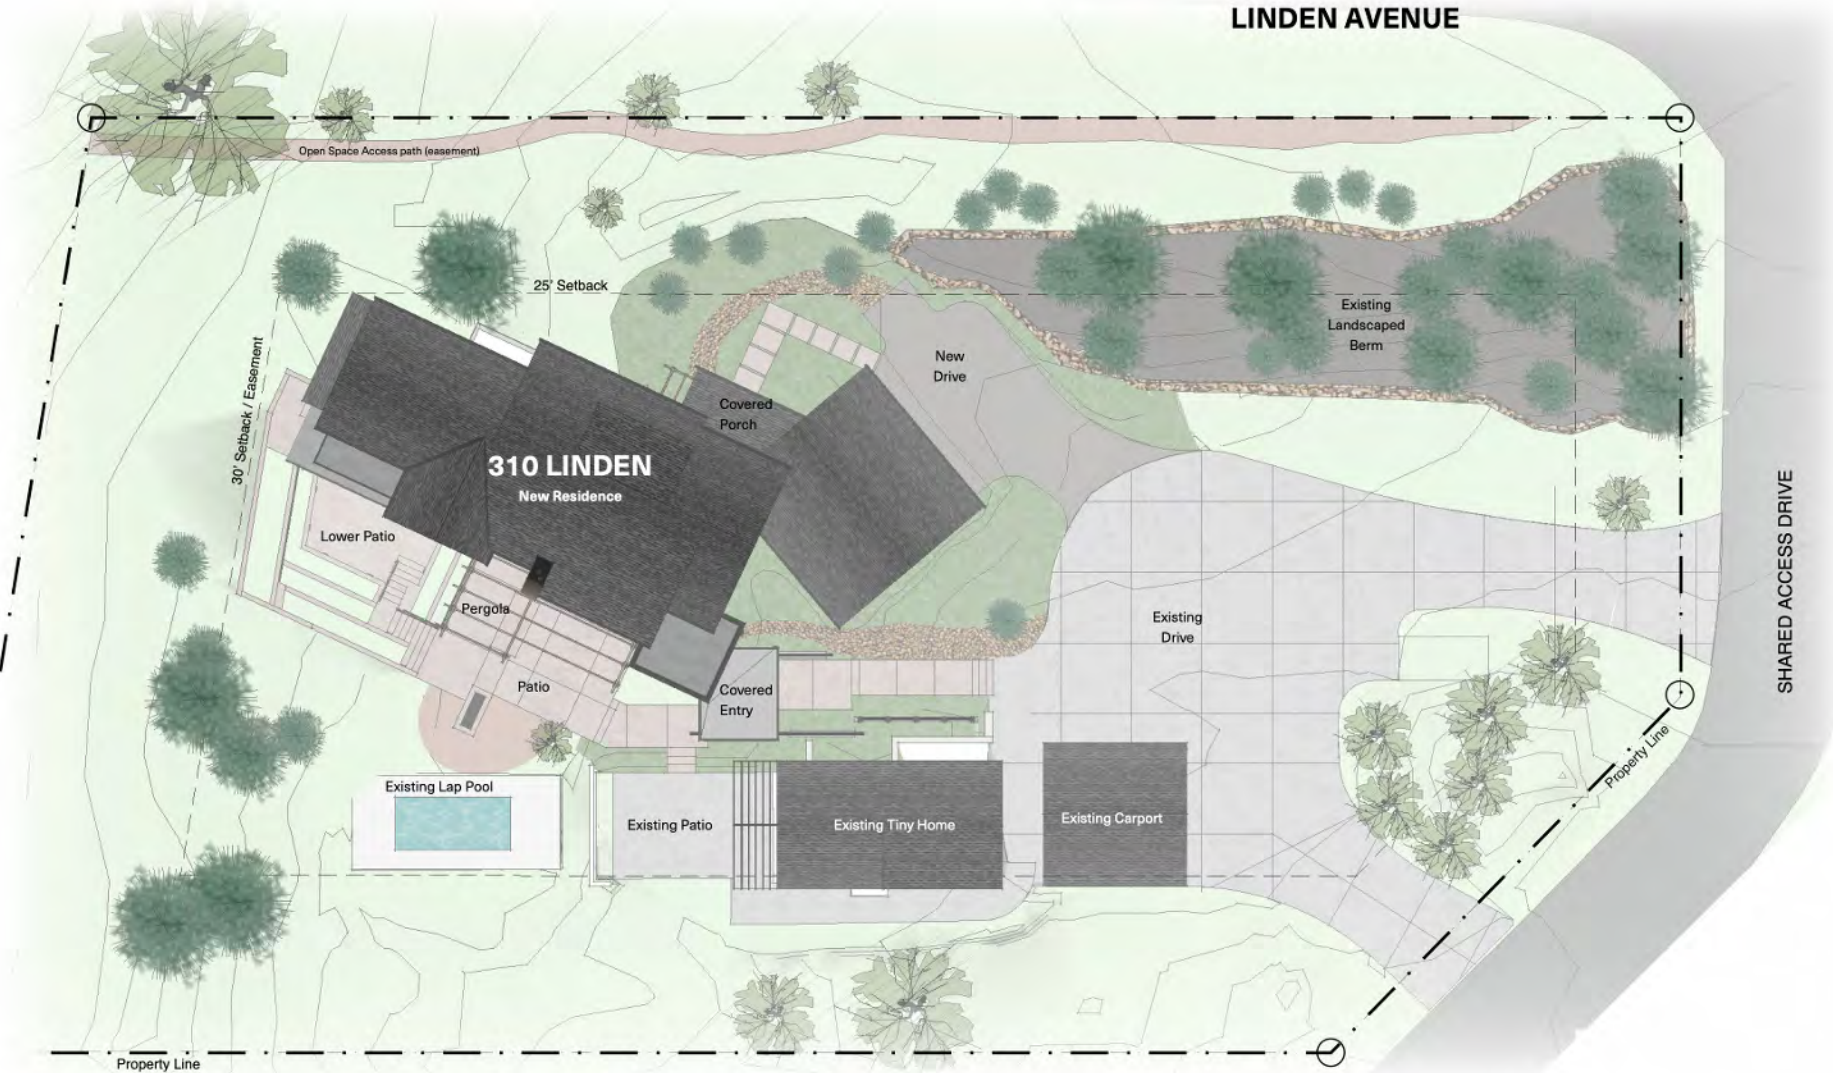 LINDEN AVENUE
Open Space Access path (easement)
25' Setback
Existing
Landscaped
Berm
New
Drive
30' Setback / Easement
Covered
Porch
310 LINDEN
New Residence
Lower Patio
SHARED ACCESS DRIVE
Pergola
Existing
Drive
Patio
Covered
Entry
Property Line
Existing Lap Pool
Existing Patio
Existing Tiny Home
Existing Carport
Property Line